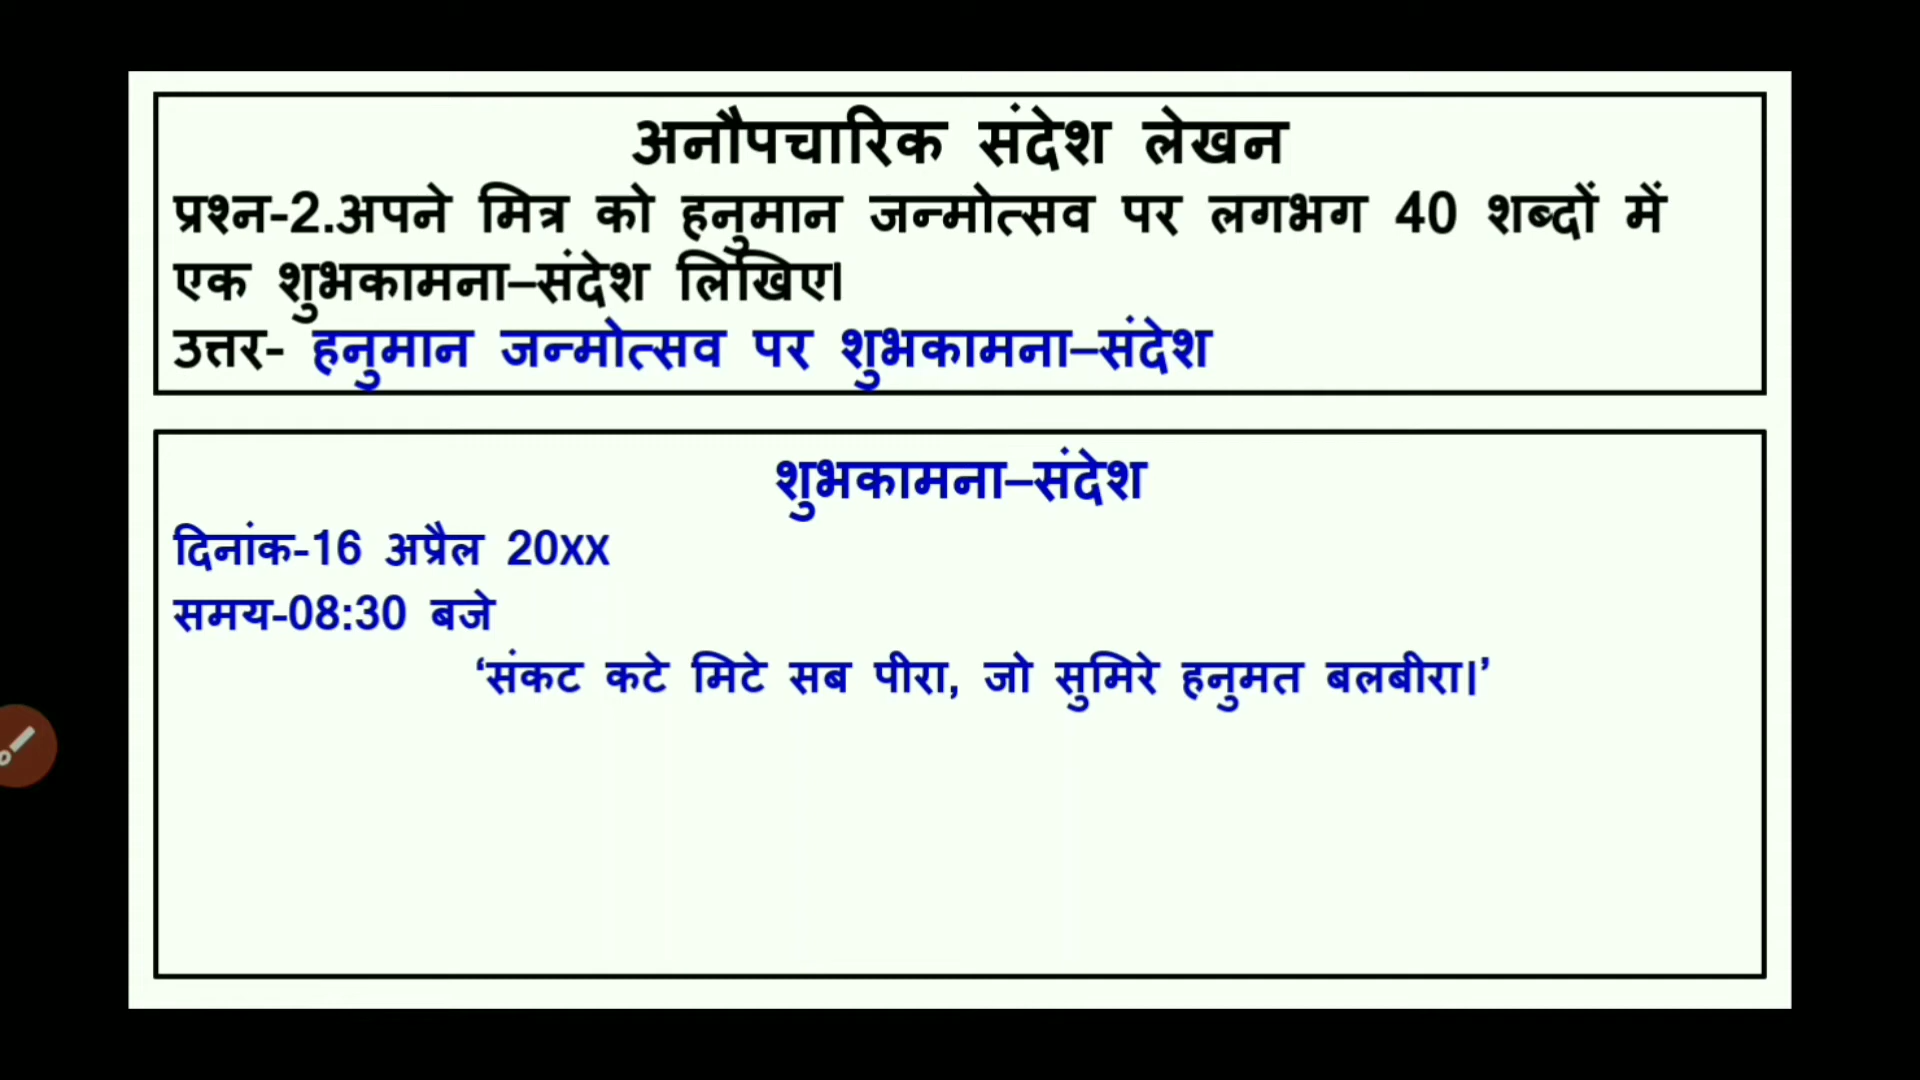 अनौपचारिक संदेश लेखन
प्रश्न-2.अपने मित्र को हनुमान जन्मोत्सव पर लगभग 40 शब्दों में
एक शुभकामना–संदेश लिखिए।
उत्तर- हनुमान जन्मोत्सव पर शुभकामना–संदेश
शुभकामना–संदेश
दिनांक-16 अप्रैल 20xx
समय-08:30 बजे
‘संकट कटे मिटे सब पीरा, जो सुमिरे हनुमत बलबीरा।’